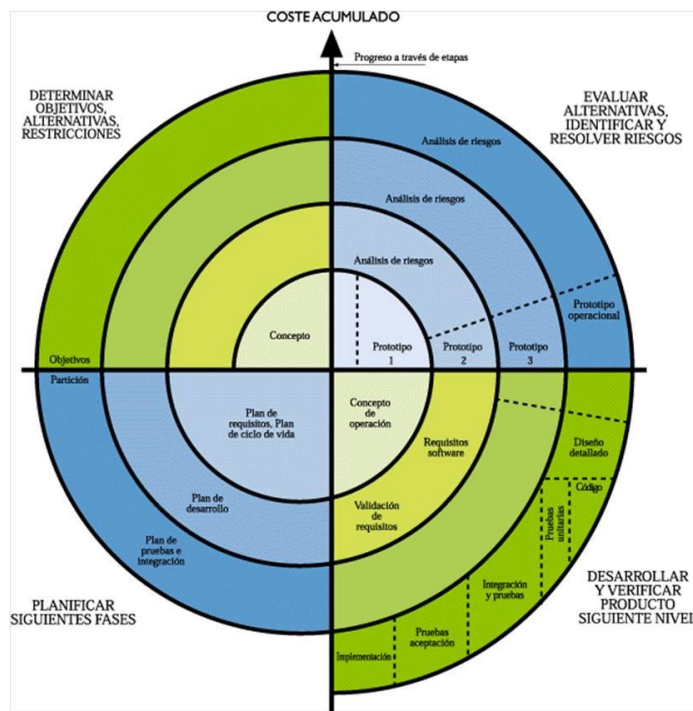 COSTE ACUMULADO
Progreso a través de etapas
DETERMINAR
OBJETIVOS,
ALTERNATIVAS,
RESTRICCIONES
EVALUAR
ALTERNATIVAS,
IDENTIFICAR Y
RESOLVER RIESGOS
Análisis de riesgos
Análisis de riesgos
Análisis de riesgos
Prototipo
operacional
Concepto
Prototipo
1
Prototipo
2
Prototipo
3
Objetivos
Partición
Plan de
requisitos, Plan
de ciclo de vida
Concepto
de
operación
Requisitos
software
Diseño
detallado
Código
Pruebas
unitarias
Plan de
desarrollo
Validación
de
requisitos
Plan de
pruebas e
integración
Integración
y pruebas
DESARROLLAR
Y VERIFICAR
PRODUCTO
SIGUIENTE NIVEL
PLANIFICAR
SIGUIENTES FASES
Pruebas
aceptación
Implementación